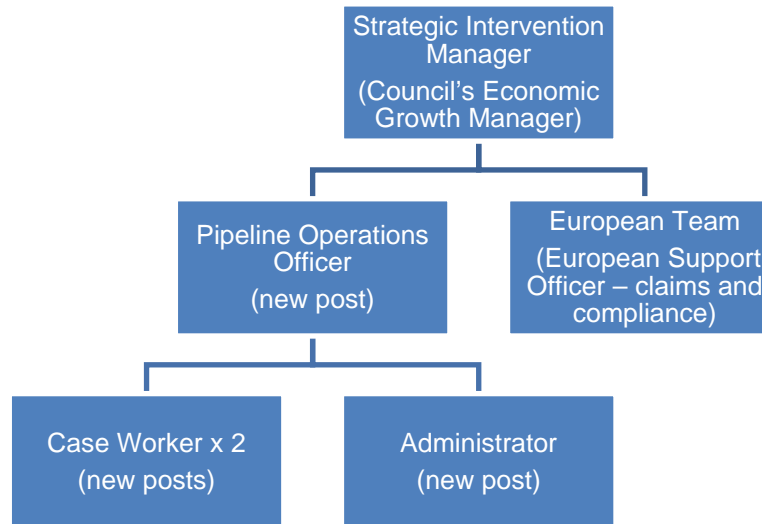 Strategic Intervention
Manager
(Council’s Economic
Growth Manager)
Pipeline Operations
Officer
(new post)
European Team
(European Support
Officer – claims and
compliance)
Case Worker x 2
(new posts)
Administrator
(new post)